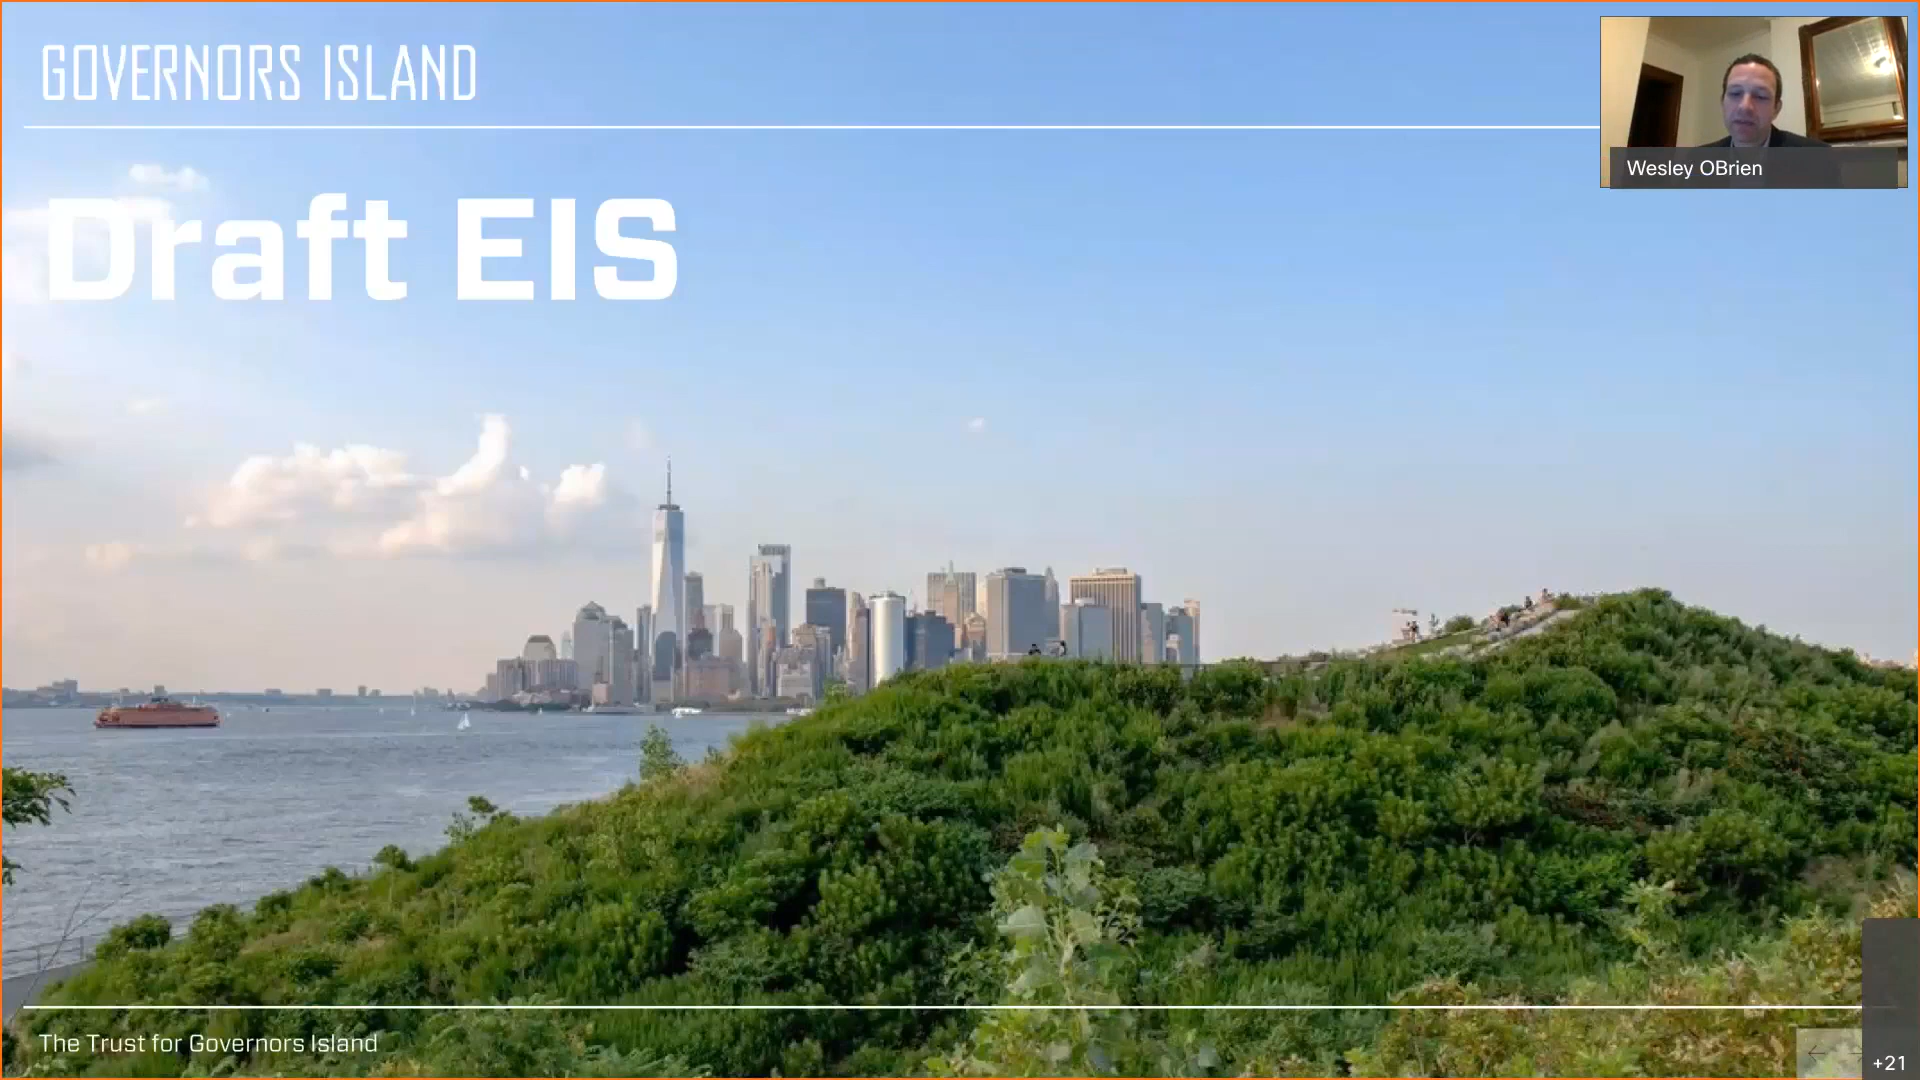 GOVERNORS ISLAND
Wesley OBrien
Draft EIS
The Trust for Governors Island
+21